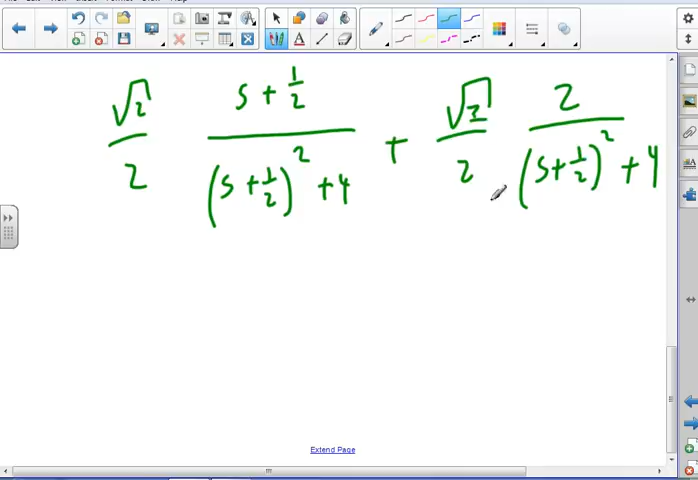 √2/2 (s + 1/2)/((s + 1/2)² + 4) + √2/2 2/((s + 1/2)² + 4)
Extend Page